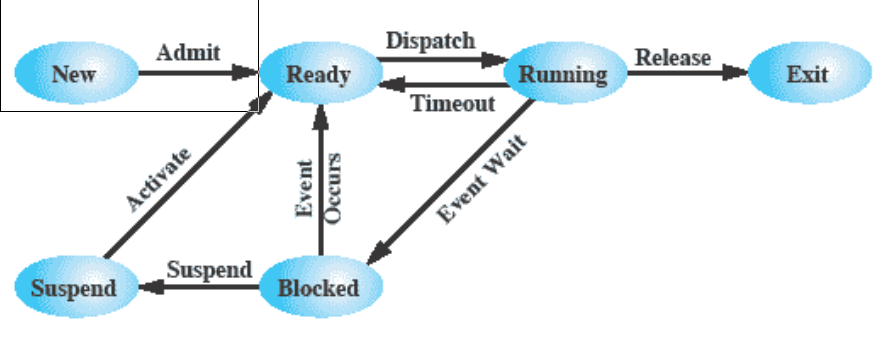 Admit
Dispatch
New
Ready
Running
Release
Exit
Timeout
Activate
Event
Occurs
Event Wait
Suspend
Suspend
Blocked